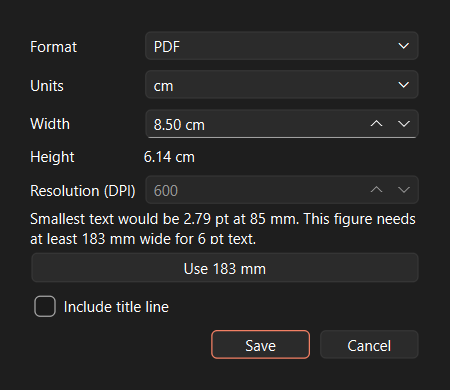 Format PDF
Units cm
Width 8.50 cm
Height 6.14 cm
Resolution (DPI) 600
Smallest text would be 2.79 pt at 85 mm. This figure needs
at least 183 mm wide for 6 pt text.
Use 183 mm
Include title line
Save Cancel